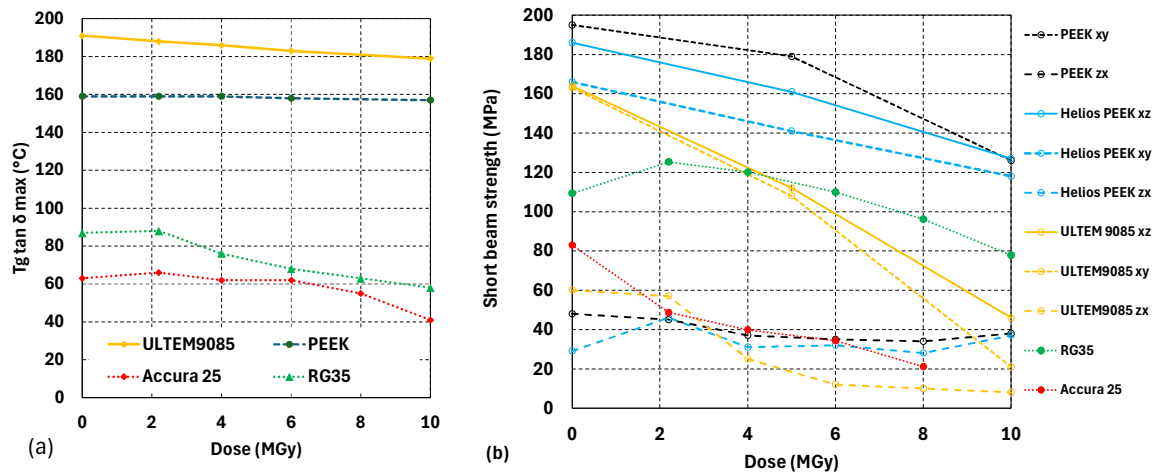 Tg tan δ max (°C)
200
180
160
140
120
100
80
60
40
20
0
ULTEM9085
PEEK
Accura 25
RG35
0
2
4
6
8
10
Dose (MGy)
(a)
Short beam strength (MPa)
200
180
160
140
120
100
80
60
40
20
0
0
2
4
6
8
10
Dose (MGy)
(b)
PEEK xy
PEEK zx
Helios PEEK xz
Helios PEEK xy
Helios PEEK zx
ULTEM 9085 xz
ULTEM9085 xy
ULTEM9085 zx
RG35
Accura 25